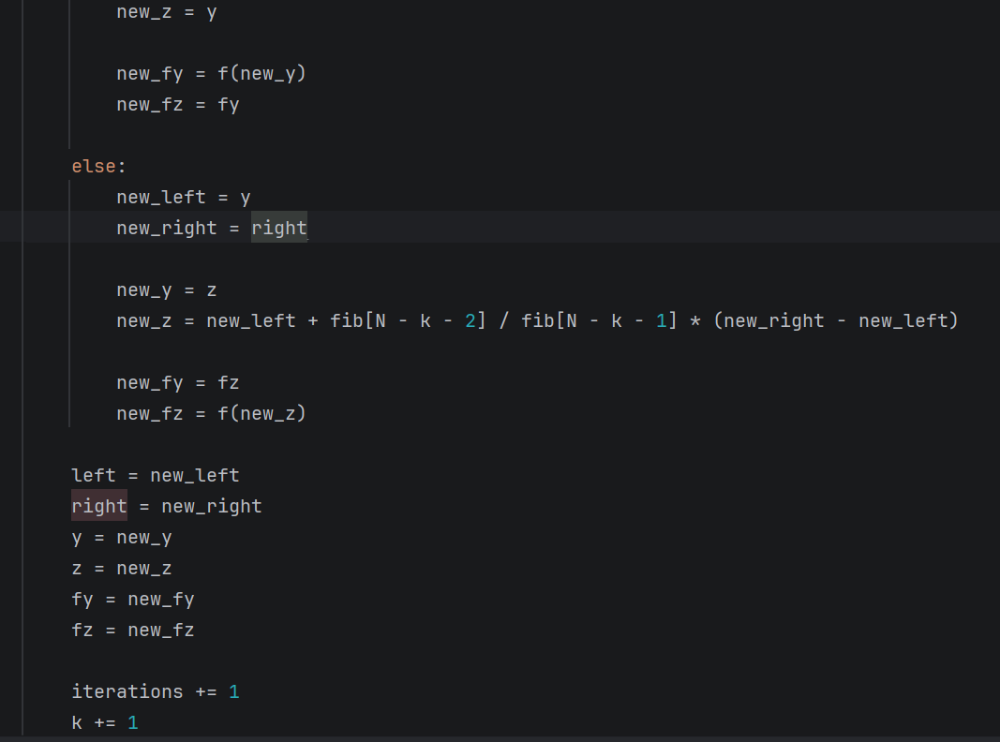 new_z = y
new_fy = f(new_y)
new_fz = fy
else:
new_left = y
new_right = right
new_y = z
new_z = new_left + fib[N - k - 2] / fib[N - k - 1] * (new_right - new_left)
new_fy = fz
new_fz = f(new_z)
left = new_left
right = new_right
y = new_y
z = new_z
fy = new_fy
fz = new_fz
iterations += 1
k += 1